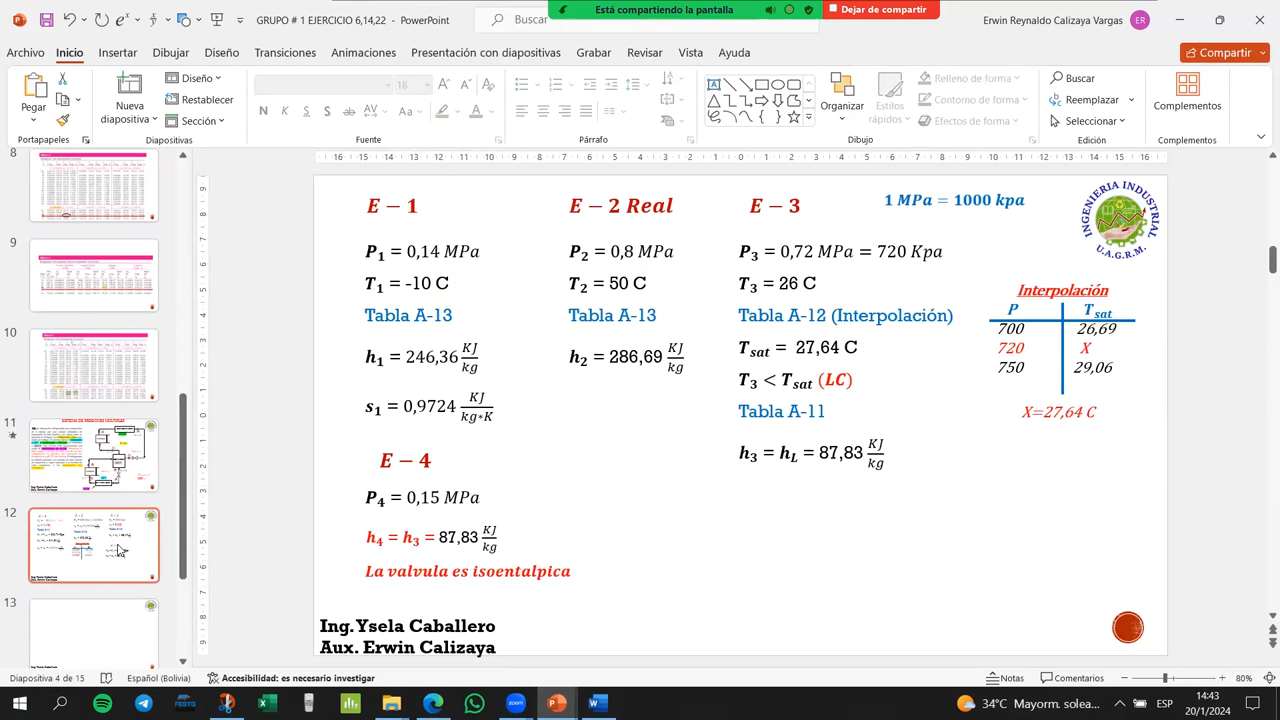 GRUPO # 1 EJERCICIO 6,14,22 - PowerPoint
Buscar
Está compartiendo la pantalla
Dejar de compartir
Erwin Reynaldo Calizaya Vargas
ER
Archivo
Inicio
Insertar
Dibujar
Diseño
Transiciones
Animaciones
Presentación con diapositivas
Grabar
Revisar
Vista
Ayuda
Compartir
Pegar
Portapapeles
Nueva diapositiva
Diseño
Restablecer
Sección
Diapositivas
Fuente
Párrafo
Organizar
Estilos rápidos
Relleno de forma
Contorno de forma
Efectos de forma
Dibujo
Buscar
Reemplazar
Seleccionar
Edición
Complementos
Complementos
8
9
10
11
12
13
E − 1
P₁ = 0,14 MPa
T₁ = -10 C
Tabla A-13
h₁ = 246,36 KJ/kg
s₁ = 0,9724 KJ/kg∗K
E − 4
P₄ = 0,15 MPa
h₄ = h₃ = 87,83 KJ/kg
La valvula es isoentalpica
E − 2 Real
P₂ = 0,8 MPa
T₂ = 50 C
Tabla A-13
h₂ = 286,69 KJ/kg
E − 3
P₃ = 0,72 MPa = 720 Kpa
T₃ = 26 C
Tabla A-12 (Interpolación)
Tsat = 27,64 C
T₃ < Tsat (LC)
Tabla A-11
h₃ = hL = 87,83 KJ/kg
1 MPa = 1000 kpa
INGENIERIA INDUSTRIAL
U.A.G.R.M.
Interpolación
P Tsat
700 26,69
720 X
750 29,06
X=27,64 C
Ing. Ysela Caballero
Aux. Erwin Calizaya
Diapositiva 4 de 15
Español (Bolivia)
Accesibilidad: es necesario investigar
Notas
Comentarios
80%
34°C Mayorm. solea...
14:43
20/1/2024